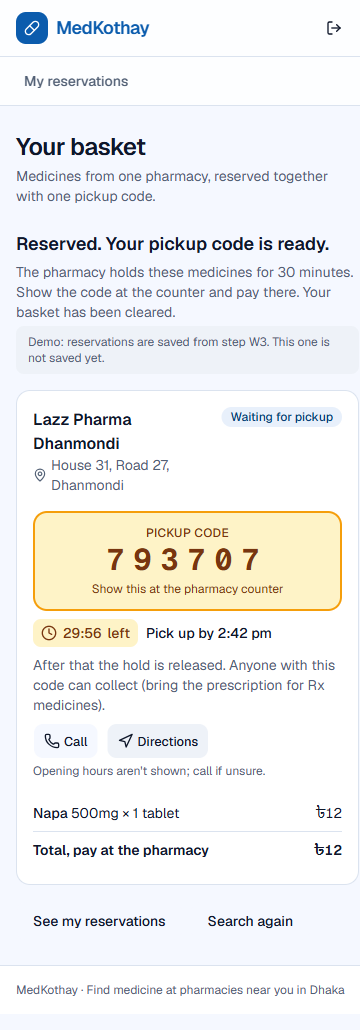 MedKothay
My reservations
Your basket
Medicines from one pharmacy, reserved together
with one pickup code.
Reserved. Your pickup code is ready.
The pharmacy holds these medicines for 30 minutes.
Show the code at the counter and pay there. Your
basket has been cleared.
Demo: reservations are saved from step W3. This one is
not saved yet.
Lazz Pharma
Dhanmondi
Waiting for pickup
House 31, Road 27,
Dhanmondi
PICKUP CODE
793707
Show this at the pharmacy counter
29:56 left Pick up by 2:42 pm
After that the hold is released. Anyone with this
code can collect (bring the prescription for Rx
medicines).
Call Directions
Opening hours aren't shown; call if unsure.
Napa 500mg × 1 tablet ৳12
Total, pay at the pharmacy ৳12
See my reservations Search again
MedKothay · Find medicine at pharmacies near you in Dhaka